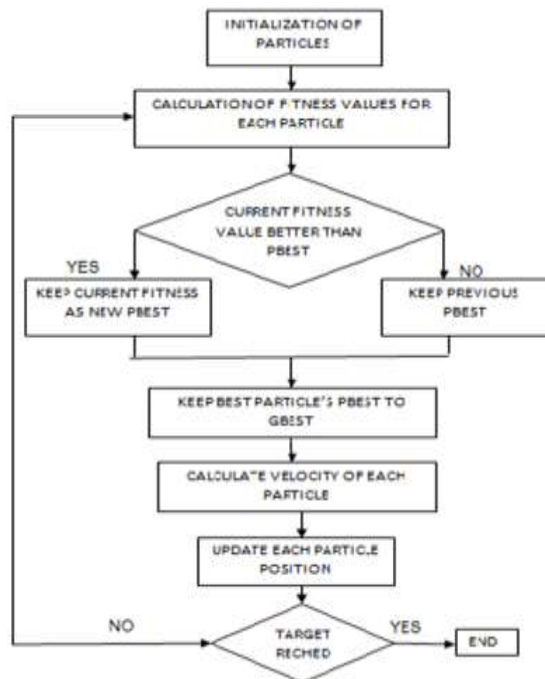 INITIALIZATION OF
PARTICLES
CALCULATION OF FITNESS VALUES FOR
EACH PARTICLE
CURRENT FITNESS
VALUE BETTER THAN
PBEST
YES
NO
KEEP CURRENT FITNESS
AS NEW PBEST
KEEP PREVIOUS
PBEST
KEEP BEST PARTICLE'S PBEST TO
GBEST
CALCULATE VELOCITY OF EACH
PARTICLE
UPDATE EACH PARTICLE
POSITION
NO
TARGET
RECHED
YES
END